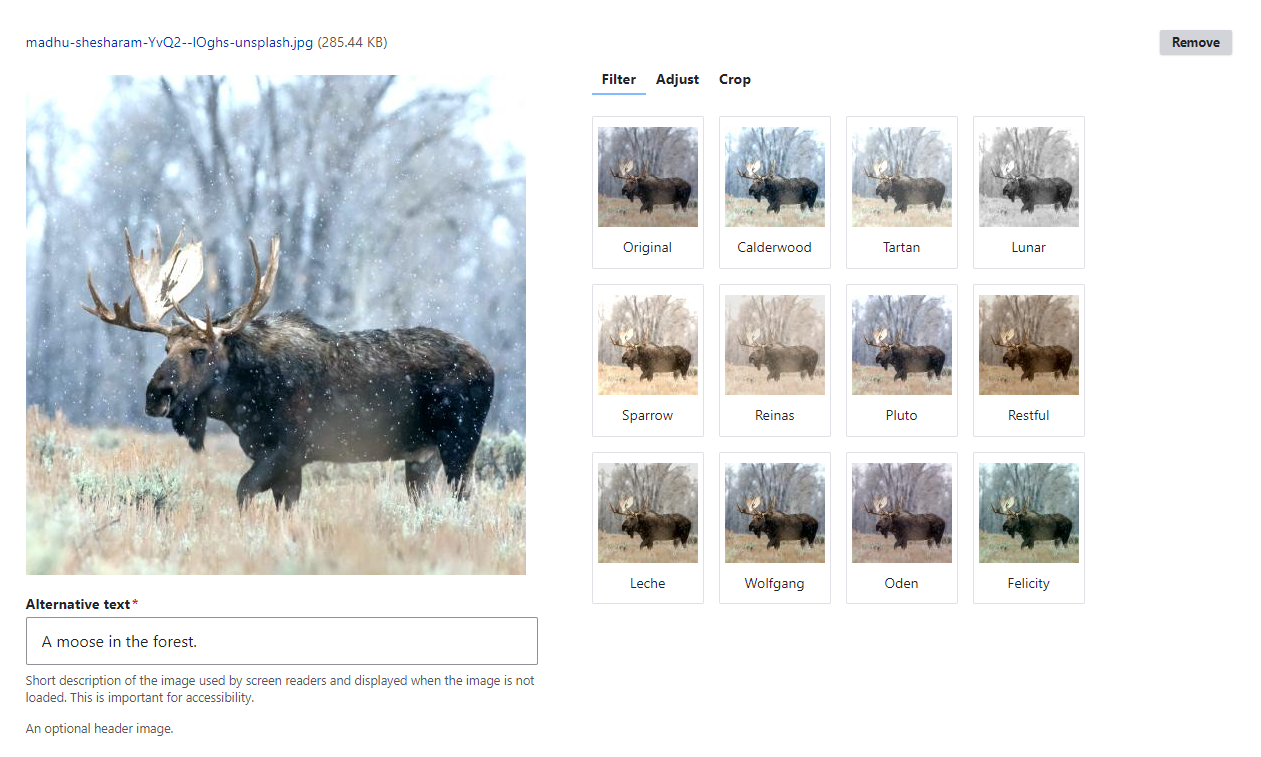 madhu-shesharam-YvQ2--IOghs-unsplash.jpg (285.44 KB)
Remove
Filter Adjust Crop
Original Calderwood Tartan Lunar
Sparrow Reinas Pluto Restful
Leche Wolfgang Oden Felicity
Alternative text*
A moose in the forest.
Short description of the image used by screen readers and displayed when the image is not
loaded. This is important for accessibility.
An optional header image.